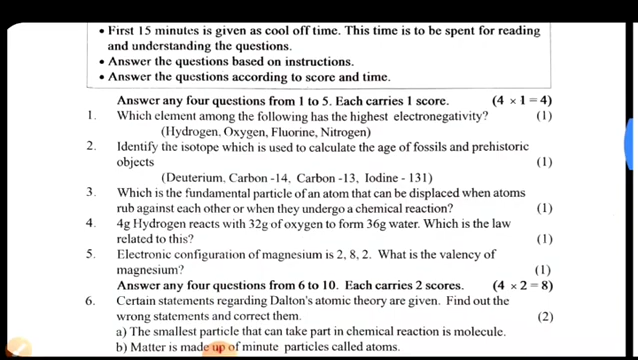 • First 15 minutes is given as cool off time. This time is to be spent for reading
and understanding the questions.
• Answer the questions based on instructions.
• Answer the questions according to score and time.
Answer any four questions from 1 to 5. Each carries 1 score. (4 × 1 = 4)
1. Which element among the following has the highest electronegativity? (1)
(Hydrogen, Oxygen, Fluorine, Nitrogen)
2. Identify the isotope which is used to calculate the age of fossils and prehistoric
objects (1)
(Deuterium, Carbon -14, Carbon -13, Iodine - 131)
3. Which is the fundamental particle of an atom that can be displaced when atoms
rub against each other or when they undergo a chemical reaction? (1)
4. 4g Hydrogen reacts with 32g of oxygen to form 36g water. Which is the law
related to this? (1)
5. Electronic configuration of magnesium is 2, 8, 2. What is the valency of
magnesium? (1)
Answer any four questions from 6 to 10. Each carries 2 scores. (4 × 2 = 8)
6. Certain statements regarding Dalton's atomic theory are given. Find out the
wrong statements and correct them. (2)
a) The smallest particle that can take part in chemical reaction is molecule.
b) Matter is made up of minute particles called atoms.